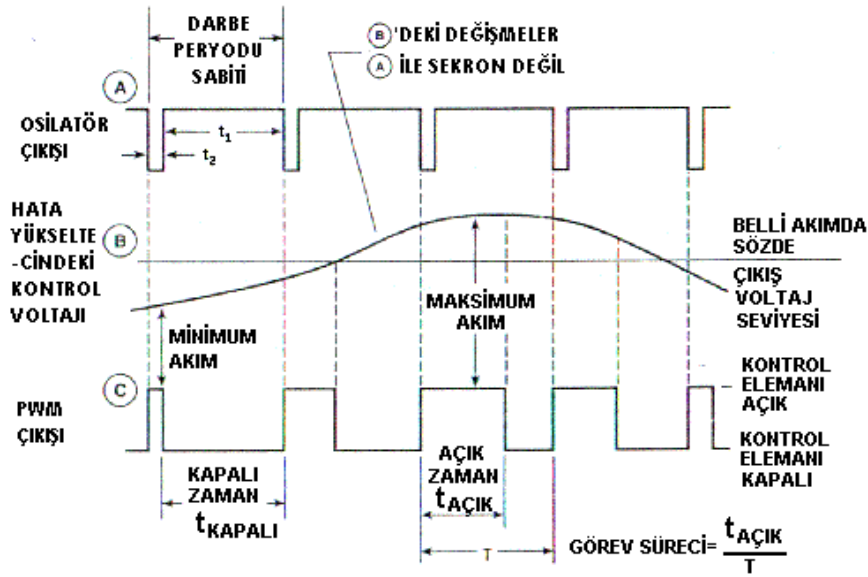 DARBE
PERYODU
SABİTİ
B 'DEKİ DEĞİŞMELER
A İLE SEKRON DEĞİL
A
OSİLATÖR
ÇIKIŞI
t1
t2
HATA
YÜKSELTE
-CİNDEKİ
KONTROL
VOLTAJI
B
BELLİ AKIMDA
SÖZDE
ÇIKIŞ
VOLTAJ
SEVİYESİ
MİNİMUM
AKIM
MAKSİMUM
AKIM
C
PWM
ÇIKIŞI
KONTROL
ELEMANI
AÇIK
KONTROL
ELEMANI
KAPALI
KAPALI
ZAMAN
tKAPALI
AÇIK
ZAMAN
tAÇIK
T
GÖREV SÜRECİ= tAÇIK
T